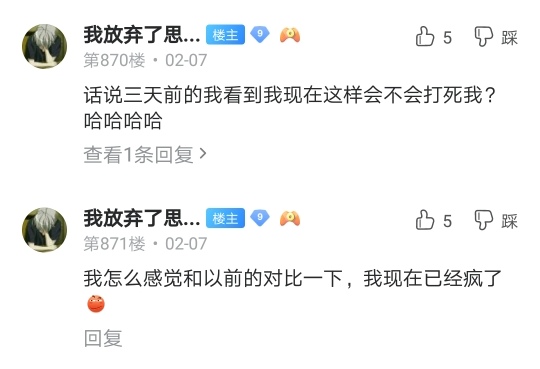 我放弃了思... 楼主 9 5 踩
第870楼 · 02-07
话说三天前的我看到我现在这样会不会打死我？
哈哈哈哈
查看1条回复
我放弃了思... 楼主 9 5 踩
第871楼 · 02-07
我怎么感觉和以前的对比一下，我现在已经疯了
回复